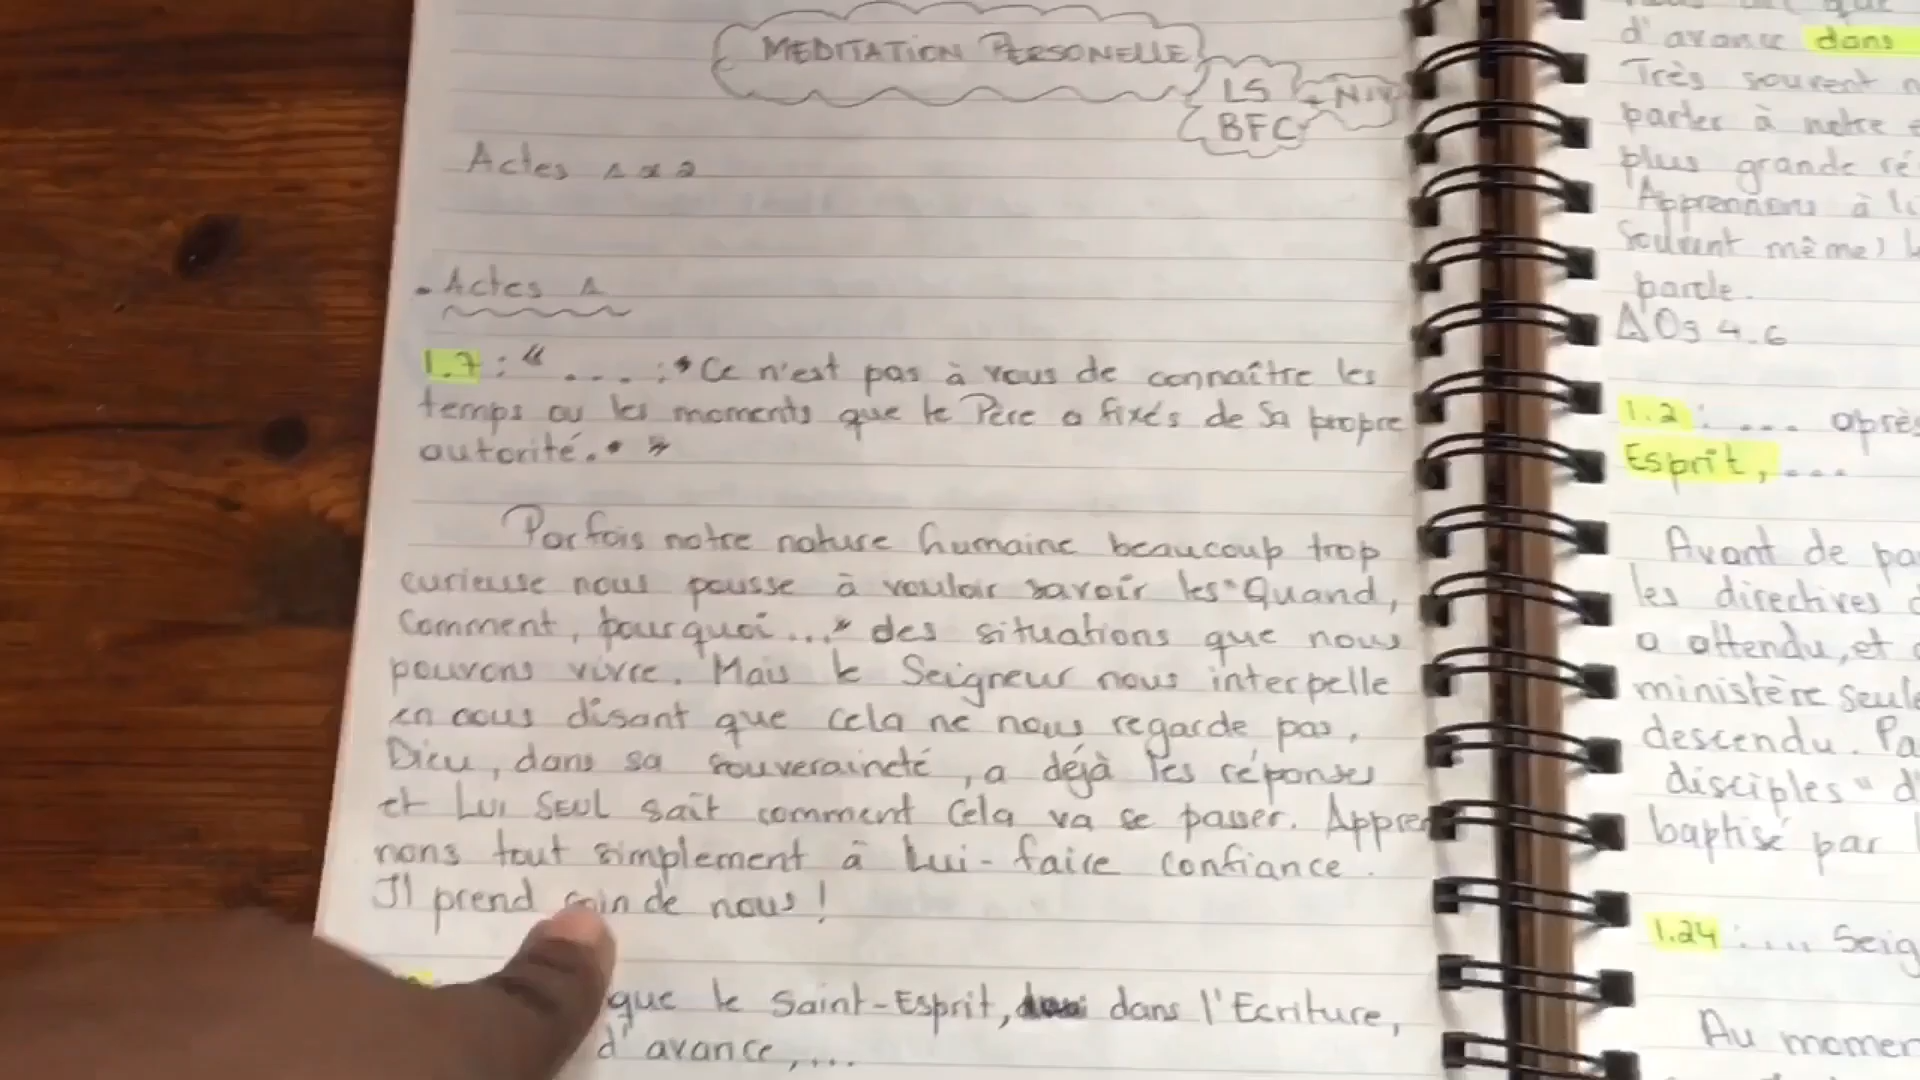 MEDITATION PERSONELLE
LS
BFC
+ NIV
Actes 1 & 2
. Actes 1
1.7 : " .... : "Ce n'est pas à vous de connaître les
temps ou les moments que le Père a fixés de Sa propre
autorité." "
Parfois notre nature humaine beaucoup trop
curieuse nous pousse à vouloir savoir les "Quand,
Comment, pourquoi..." des situations que nous
pouvons vivre. Mais le Seigneur nous interpelle
en nous disant que cela ne nous regarde pas.
Dieu, dans sa souveraineté, a déjà les réponses
et LUI SEUL sait comment Cela va se passer. Appren
nons tout simplement à Lui-faire confiance.
Il prend soin de nous !
que le Saint-Esprit, dans l'Ecriture,
d'avance,...
d'avance dans
Très souvent
parler à notre
plus grande
Apprennons à
Souvent même)
parole.
Δ Os 4.6
1.2 : .... après
Esprit, ...
Avant de
les directives
a attendu, et
ministère
descendu.
disciples "
baptisé par
1.24 : ....
Au